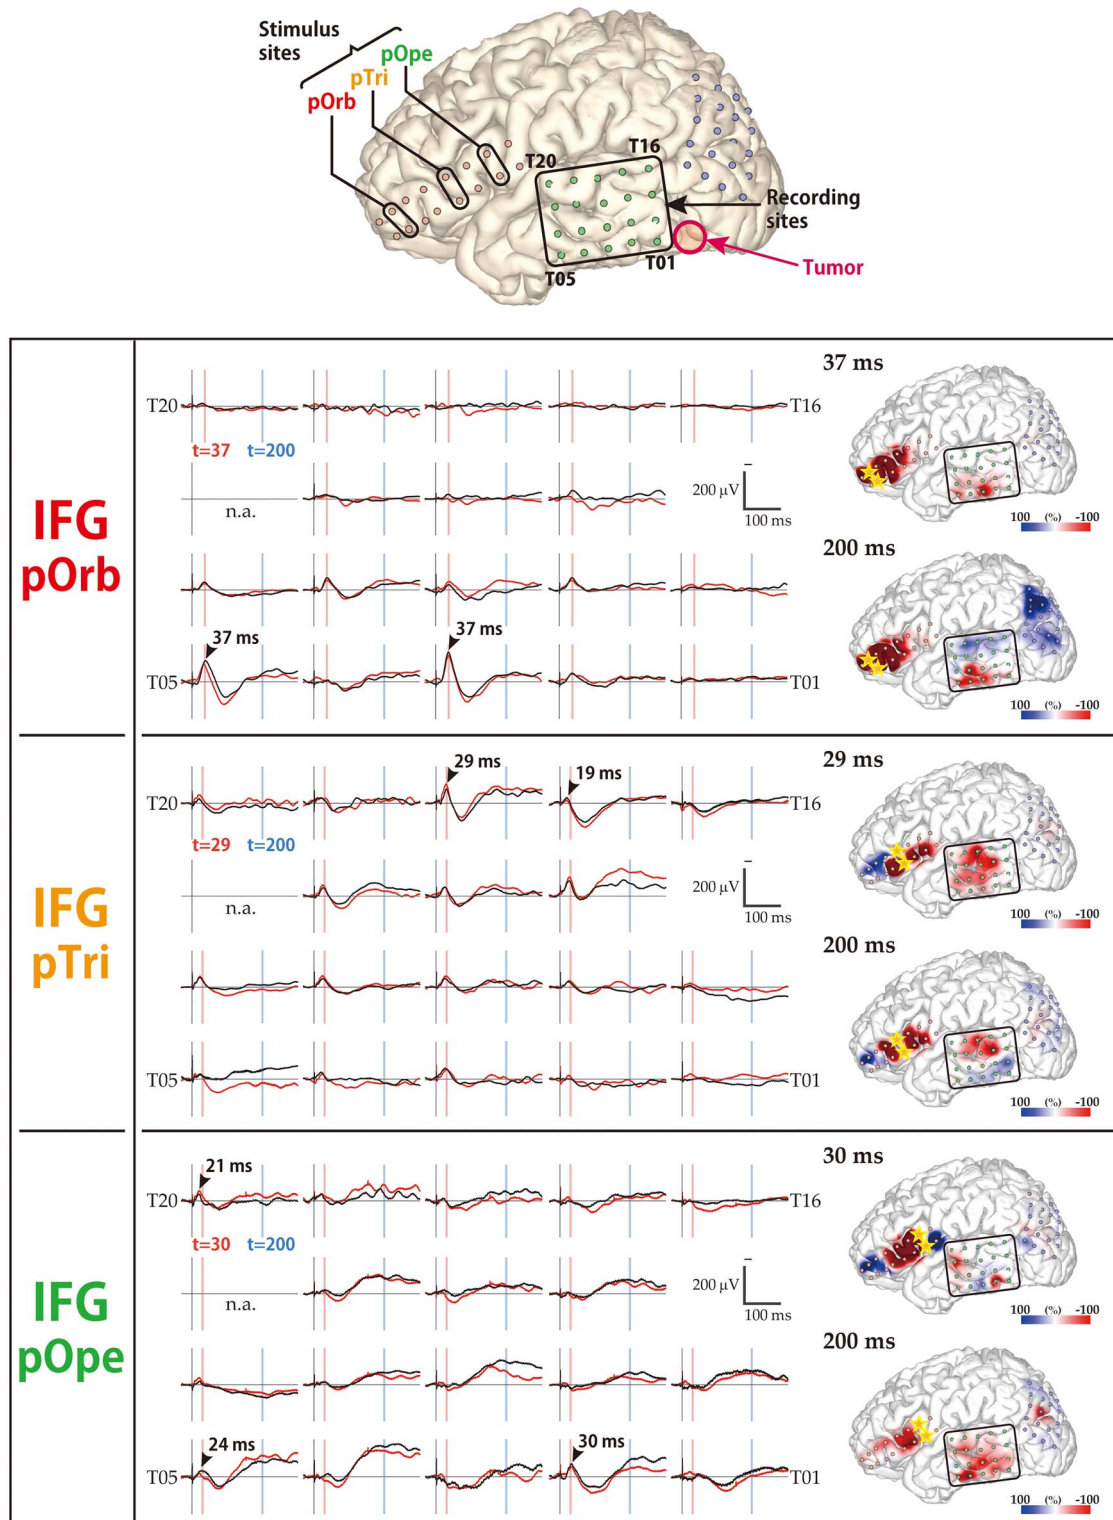 Stimulus
sites
pOpe
pTri
pOrb
T20
T16
Recording
sites
T05
T01
Tumor
IFG
pOrb
T20
T16
t=37 t=200
n.a.
200 μV
100 ms
37 ms
37 ms
T05
T01
37 ms
100 (%) -100
200 ms
100 (%) -100
IFG
pTri
29 ms
19 ms
T20
T16
t=29 t=200
n.a.
200 μV
100 ms
T05
T01
29 ms
100 (%) -100
200 ms
100 (%) -100
IFG
pOpe
21 ms
T20
T16
t=30 t=200
n.a.
200 μV
100 ms
24 ms
30 ms
T05
T01
30 ms
100 (%) -100
200 ms
100 (%) -100